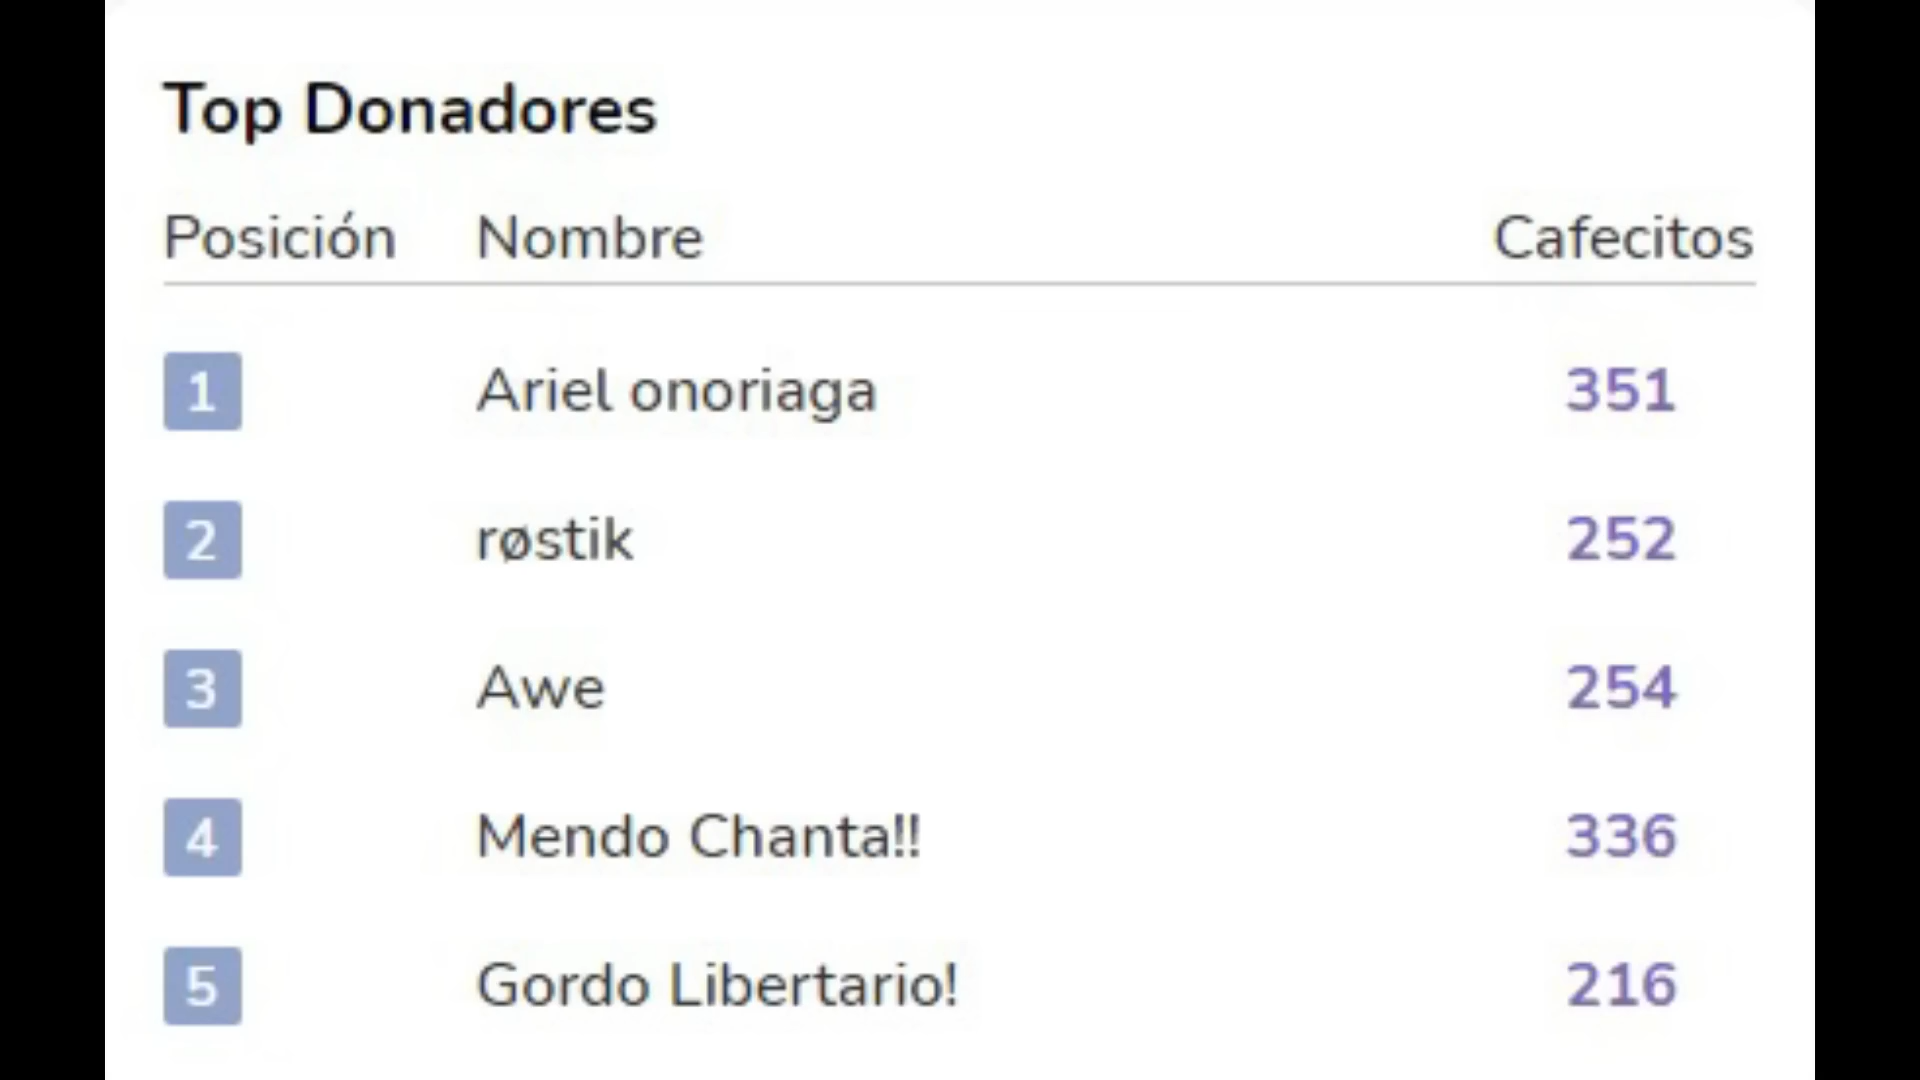 Top Donadores
Posición Nombre Cafecitos
1 Ariel onoriaga 351
2 røstik 252
3 Awe 254
4 Mendo Chanta!! 336
5 Gordo Libertario! 216